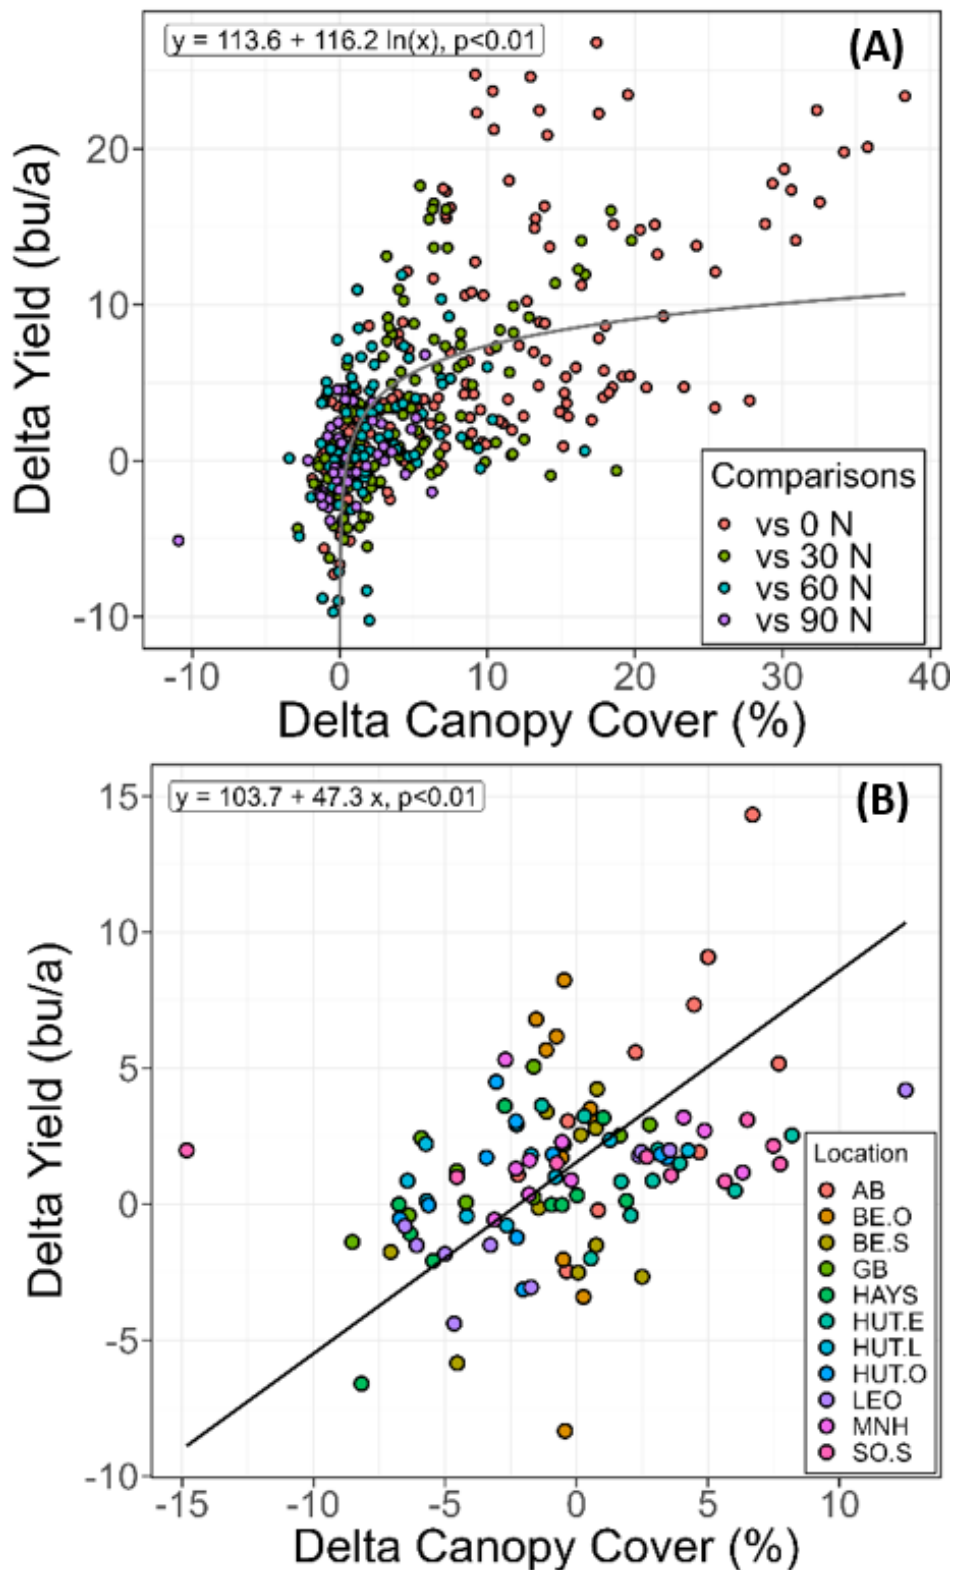 y = 113.6 + 116.2 ln(x), p<0.01
(A)
Delta Yield (bu/a)
20
10
0
-10
Comparisons
vs 0 N
vs 30 N
vs 60 N
vs 90 N
-10 0 10 20 30 40
Delta Canopy Cover (%)
y = 103.7 + 47.3 x, p<0.01
(B)
Delta Yield (bu/a)
15
10
5
0
-5
-10
Location
AB
BE.O
BE.S
GB
HAYS
HUT.E
HUT.L
HUT.O
LEO
MNH
SO.S
-15 -10 -5 0 5 10
Delta Canopy Cover (%)